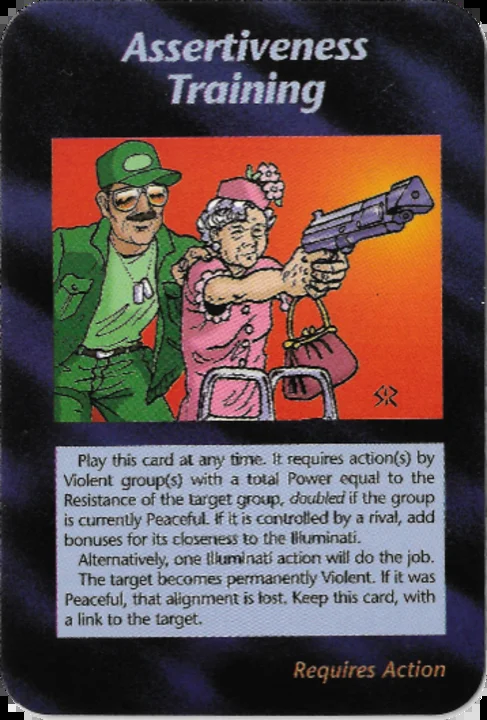 Assertiveness
Training
SR
Play this card at any time. It requires action(s) by
Violent group(s) with a total Power equal to the
Resistance of the target group, doubled if the group
is currently Peaceful. If it is controlled by a rival, add
bonuses for its closeness to the Illuminati.
Alternatively, one Illuminati action will do the job.
The target becomes permanently Violent. If it was
Peaceful, that alignment is lost. Keep this card, with
a link to the target.
Requires Action